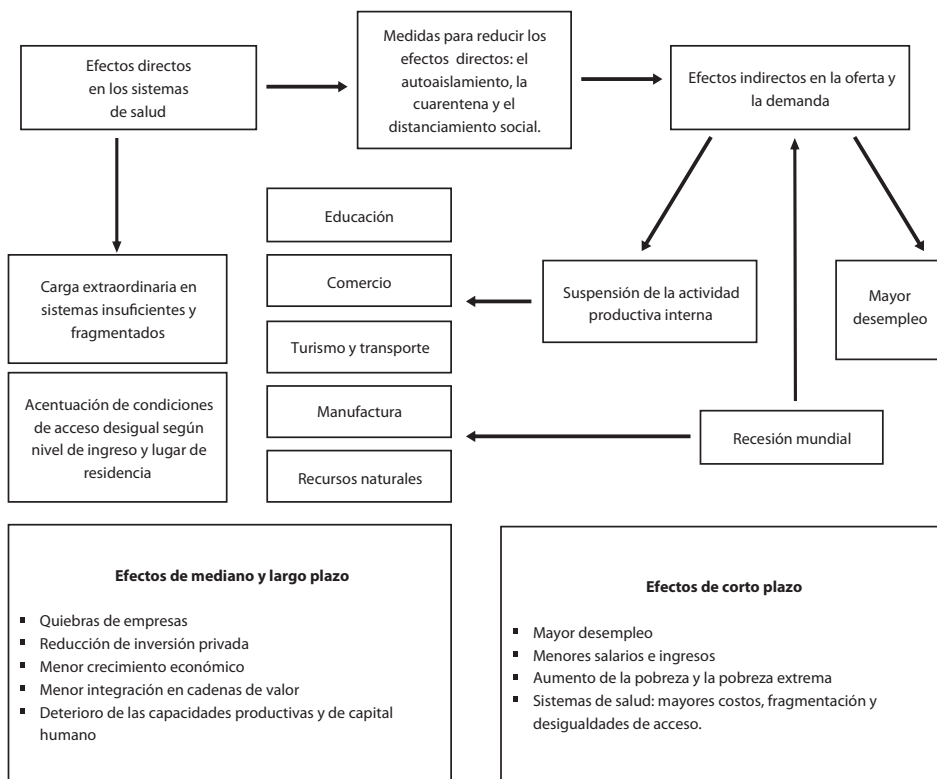 Efectos directos
en los sistemas
de salud
Medidas para reducir los
efectos directos: el
autoaislamiento, la
cuarentena y el
distanciamiento social.
Efectos indirectos en la oferta y
la demanda
Educación
Comercio
Turismo y transporte
Manufactura
Recursos naturales
Carga extraordinaria en
sistemas insuficientes y
fragmentados
Acentuación de condiciones
de acceso desigual según
nivel de ingreso y lugar de
residencia
Suspensión de la actividad
productiva interna
Mayor
desempleo
Recesión mundial
Efectos de mediano y largo plazo
▪ Quiebras de empresas
▪ Reducción de inversión privada
▪ Menor crecimiento económico
▪ Menor integración en cadenas de valor
▪ Deterioro de las capacidades productivas y de capital
humano
Efectos de corto plazo
▪ Mayor desempleo
▪ Menores salarios e ingresos
▪ Aumento de la pobreza y la pobreza extrema
▪ Sistemas de salud: mayores costos, fragmentación y
desigualdades de acceso.